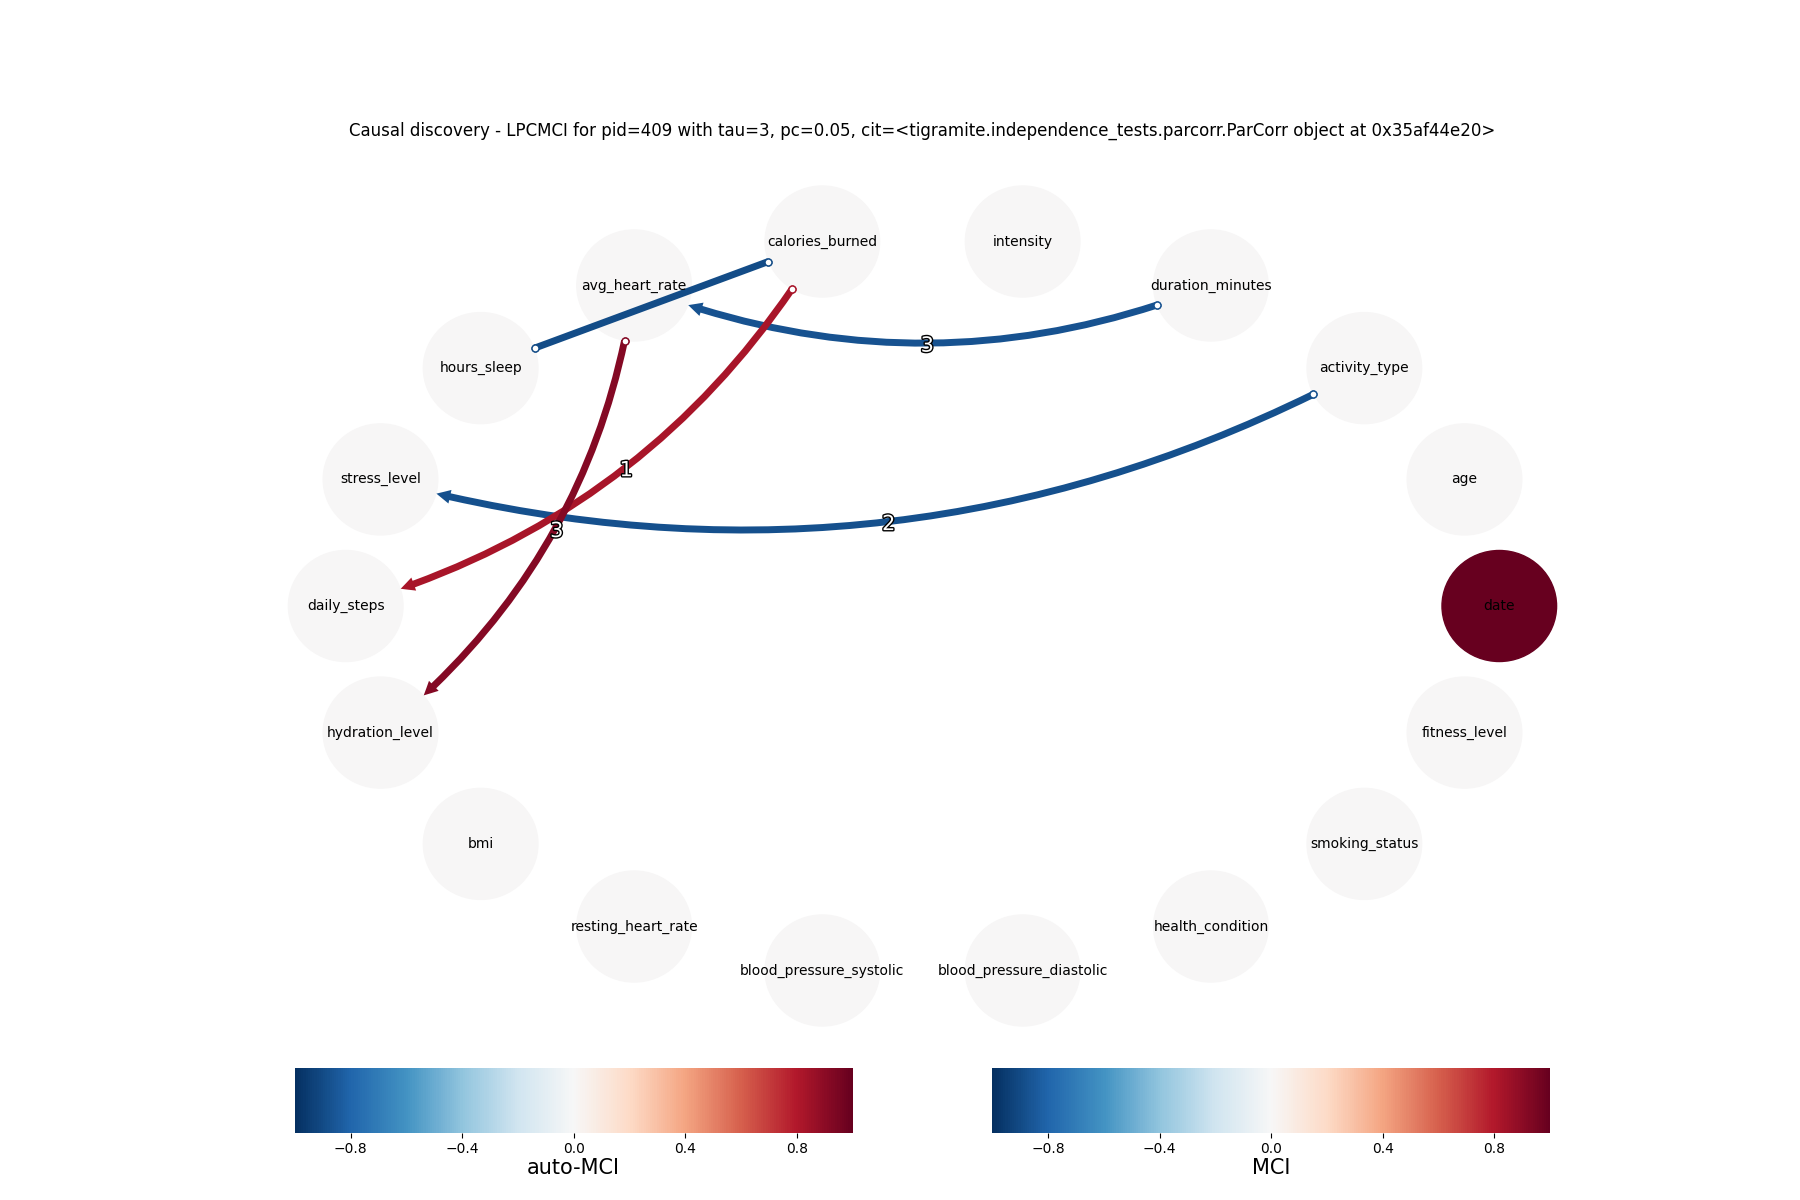 Causal discovery - LPCMCI for pid=409 with tau=3, pc=0.05, cit=<tigramite.independence_tests.parcorr.ParCorr object at 0x35af44e20>
calories_burned
intensity
avg_heart_rate
duration_minutes
3
hours_sleep
activity_type
1
stress_level
age
2
3
daily_steps
date
hydration_level
fitness_level
bmi
smoking_status
resting_heart_rate
health_condition
blood_pressure_systolic
blood_pressure_diastolic
−0.8 −0.4 0.0 0.4 0.8
auto-MCI
−0.8 −0.4 0.0 0.4 0.8
MCI